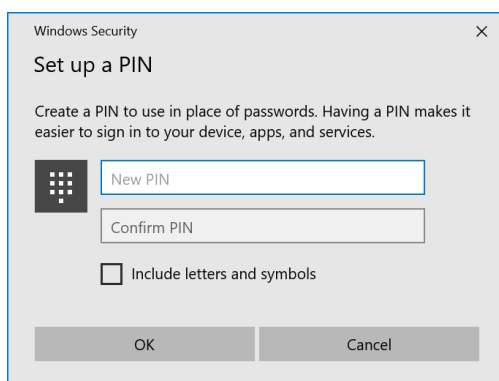 Windows Security
Set up a PIN
Create a PIN to use in place of passwords. Having a PIN makes it
easier to sign in to your device, apps, and services.
New PIN
Confirm PIN
Include letters and symbols
OK Cancel